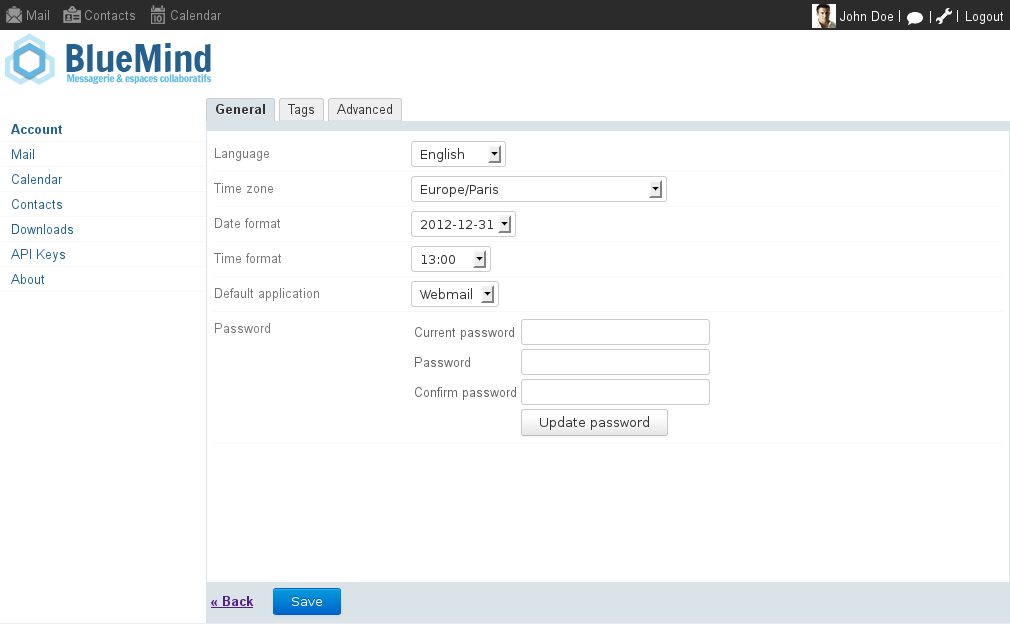 Mail Contacts Calendar John Doe | | | Logout
BlueMind
Messagerie & espaces collaboratifs
General Tags Advanced
Account
Mail
Calendar
Contacts
Downloads
API Keys
About
Language English
Time zone Europe/Paris
Date format 2012-12-31
Time format 13:00
Default application Webmail
Password Current password
Password
Confirm password
Update password
« Back Save